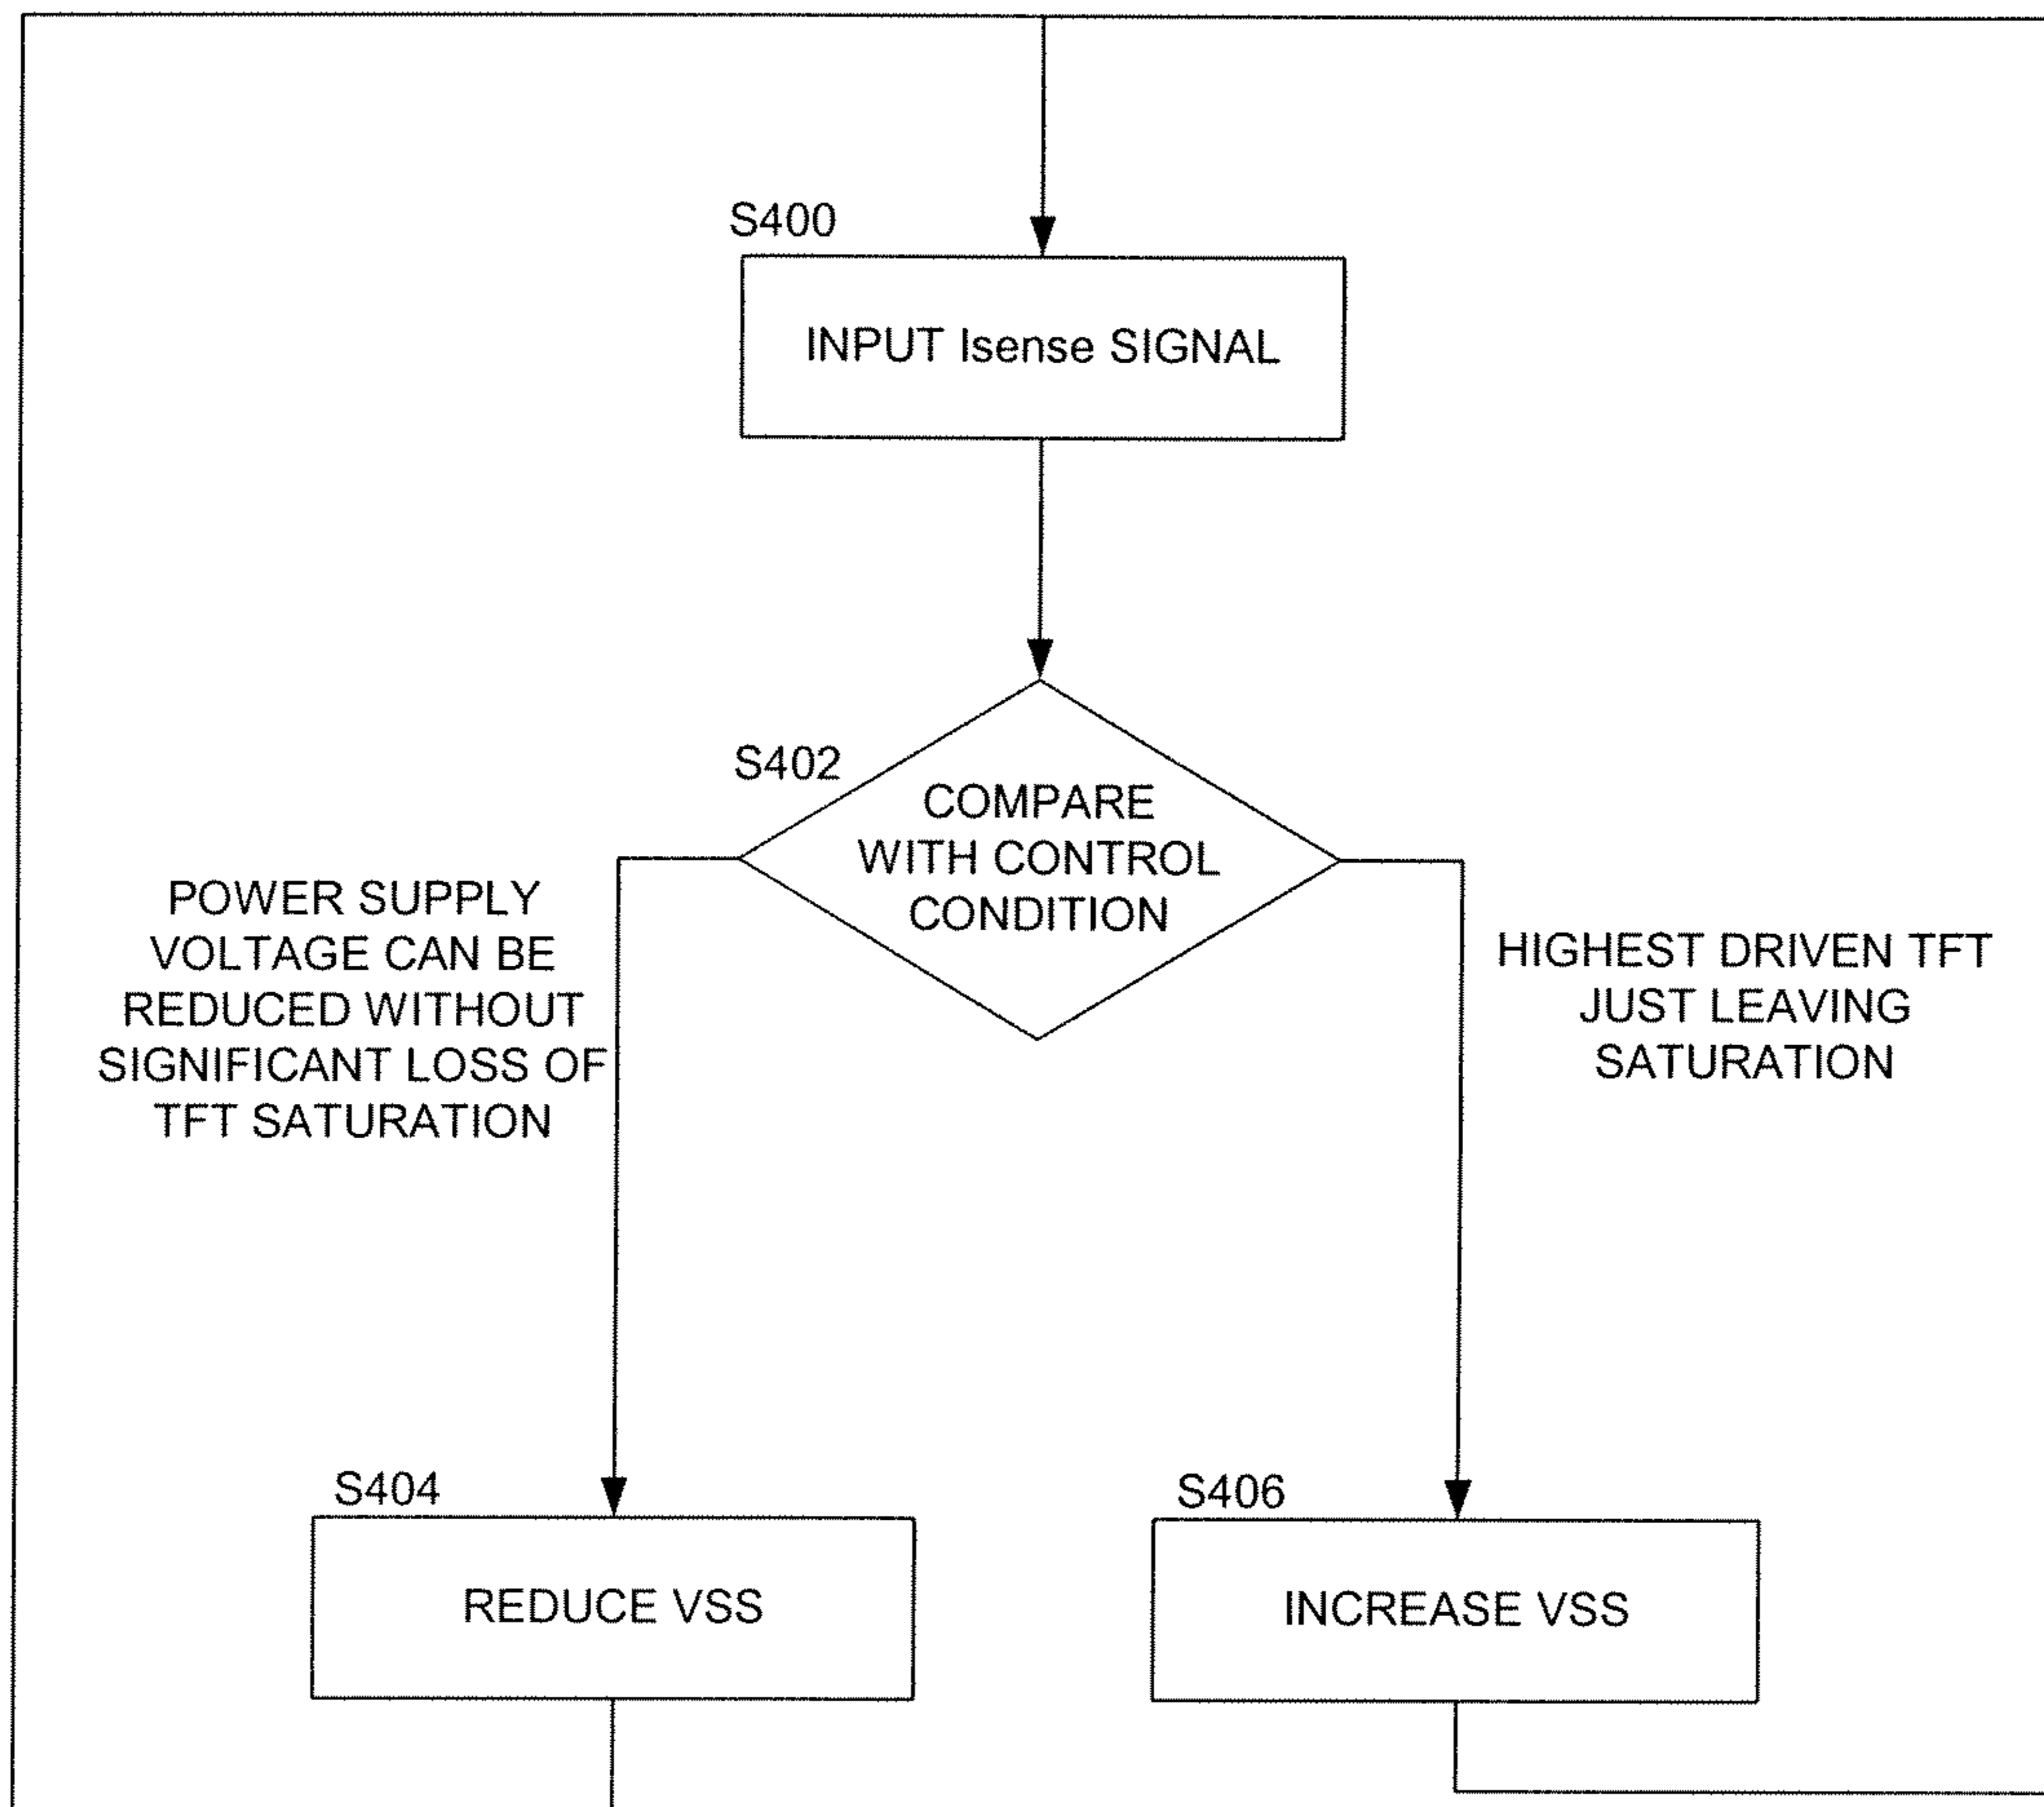 S400
INPUT Isense SIGNAL
S402
COMPARE
WITH CONTROL
CONDITION
POWER SUPPLY
VOLTAGE CAN BE
REDUCED WITHOUT
SIGNIFICANT LOSS OF
TFT SATURATION
HIGHEST DRIVEN TFT
JUST LEAVING
SATURATION
S404
REDUCE VSS
S406
INCREASE VSS